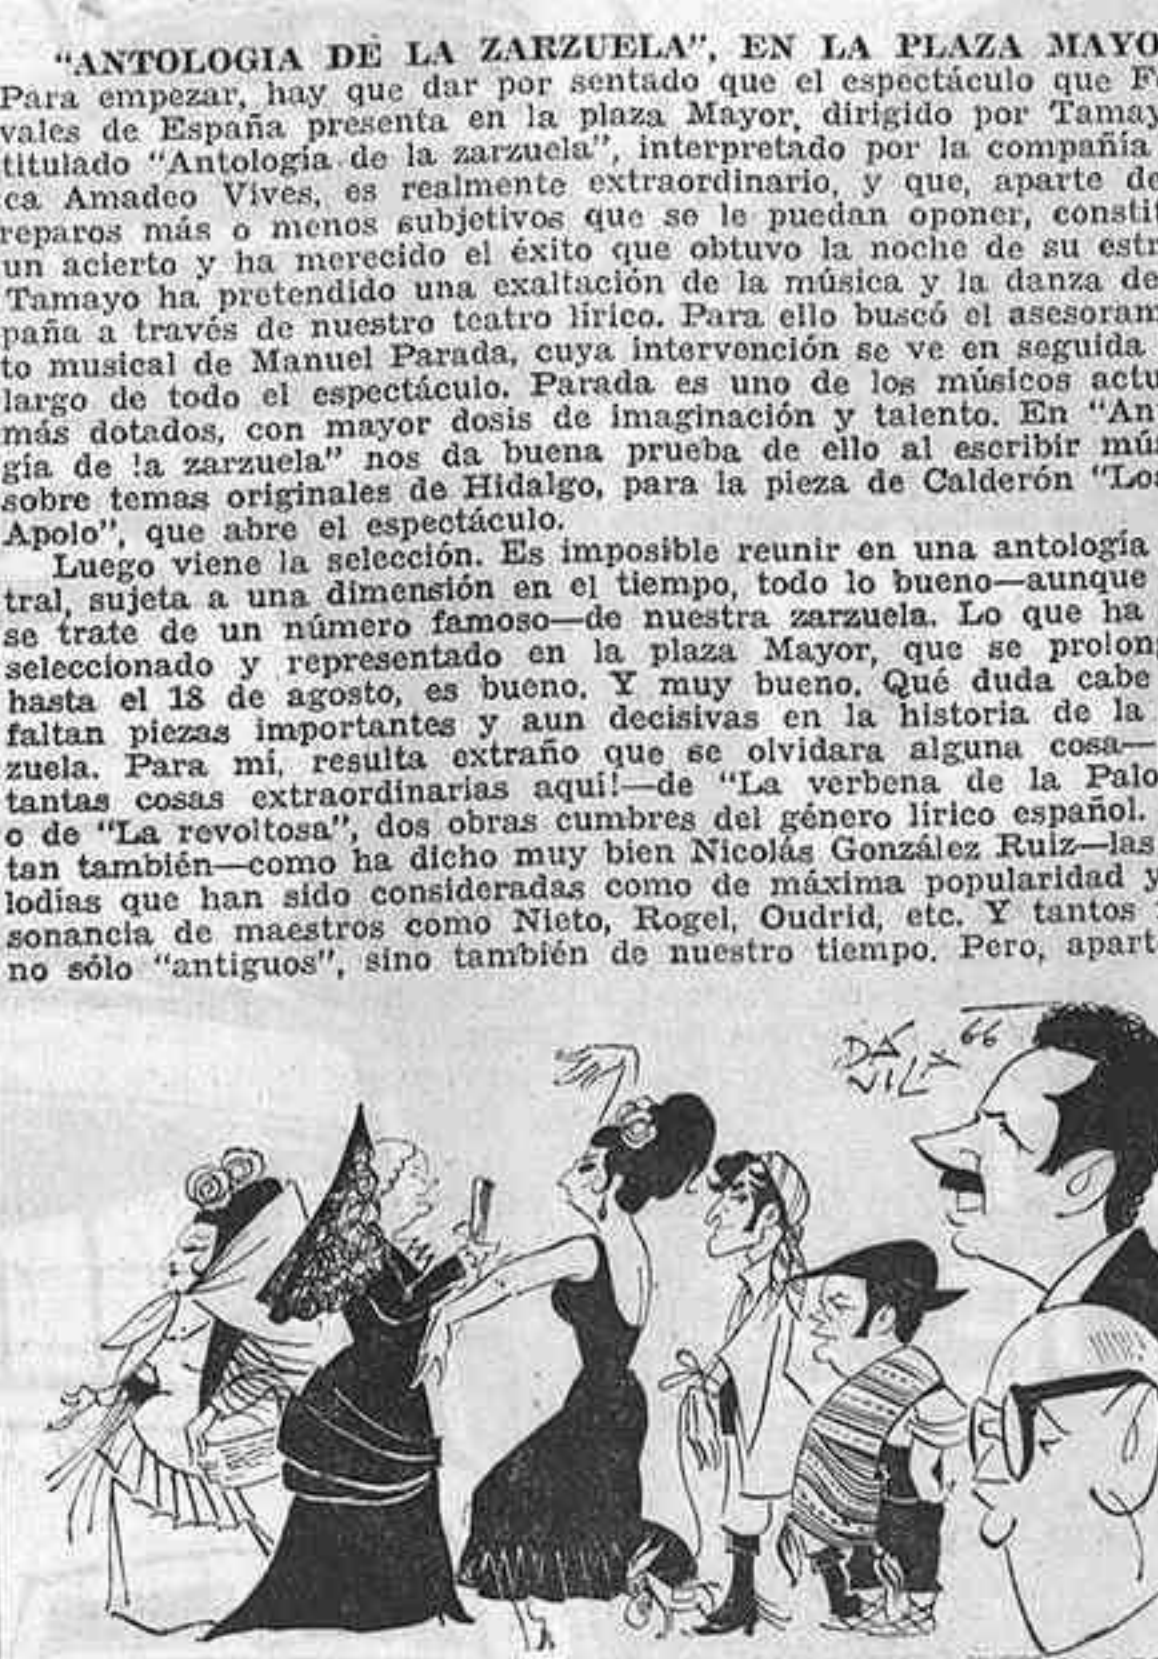 "ANTOLOGIA DE LA ZARZUELA", EN LA PLAZA MAYO
Para empezar, hay que dar por sentado que el espectáculo que Fe
vales de España presenta en la plaza Mayor, dirigido por Tamay
titulado "Antología de la zarzuela", interpretado por la compañía
ca Amadeo Vives, es realmente extraordinario, y que, aparte de
reparos más o menos subjetivos que se le puedan oponer, constit
un acierto y ha merecido el éxito que obtuvo la noche de su estr
Tamayo ha pretendido una exaltación de la música y la danza de
paña a través de nuestro teatro lírico. Para ello buscó el asesoram
to musical de Manuel Parada, cuya intervención se ve en seguida
largo de todo el espectáculo. Parada es uno de los músicos actu
más dotados, con mayor dosis de imaginación y talento. En "An
gía de la zarzuela" nos da buena prueba de ello al escribir mús
sobre temas originales de Hidalgo, para la pieza de Calderón "Los
Apolo", que abre el espectáculo.
Luego viene la selección. Es imposible reunir en una antología
tral, sujeta a una dimensión en el tiempo, todo lo bueno—aunque
se trate de un número famoso—de nuestra zarzuela. Lo que ha
seleccionado y representado en la plaza Mayor, que se prolon
hasta el 18 de agosto, es bueno. Y muy bueno. Qué duda cabe
faltan piezas importantes y aun decisivas en la historia de la
zuela. Para mí, resulta extraño que se olvidara alguna cosa—
tantas cosas extraordinarias aquí!—de "La verbena de la Palo
o de "La revoltosa", dos obras cumbres del género lírico español.
tan también—como ha dicho muy bien Nicolás González Ruiz—las
lodías que han sido consideradas como de máxima popularidad y
sonancia de maestros como Nieto, Rogel, Oudrid, etc. Y tantos
no sólo "antiguos", sino también de nuestro tiempo. Pero, apart
DÁVILA 66